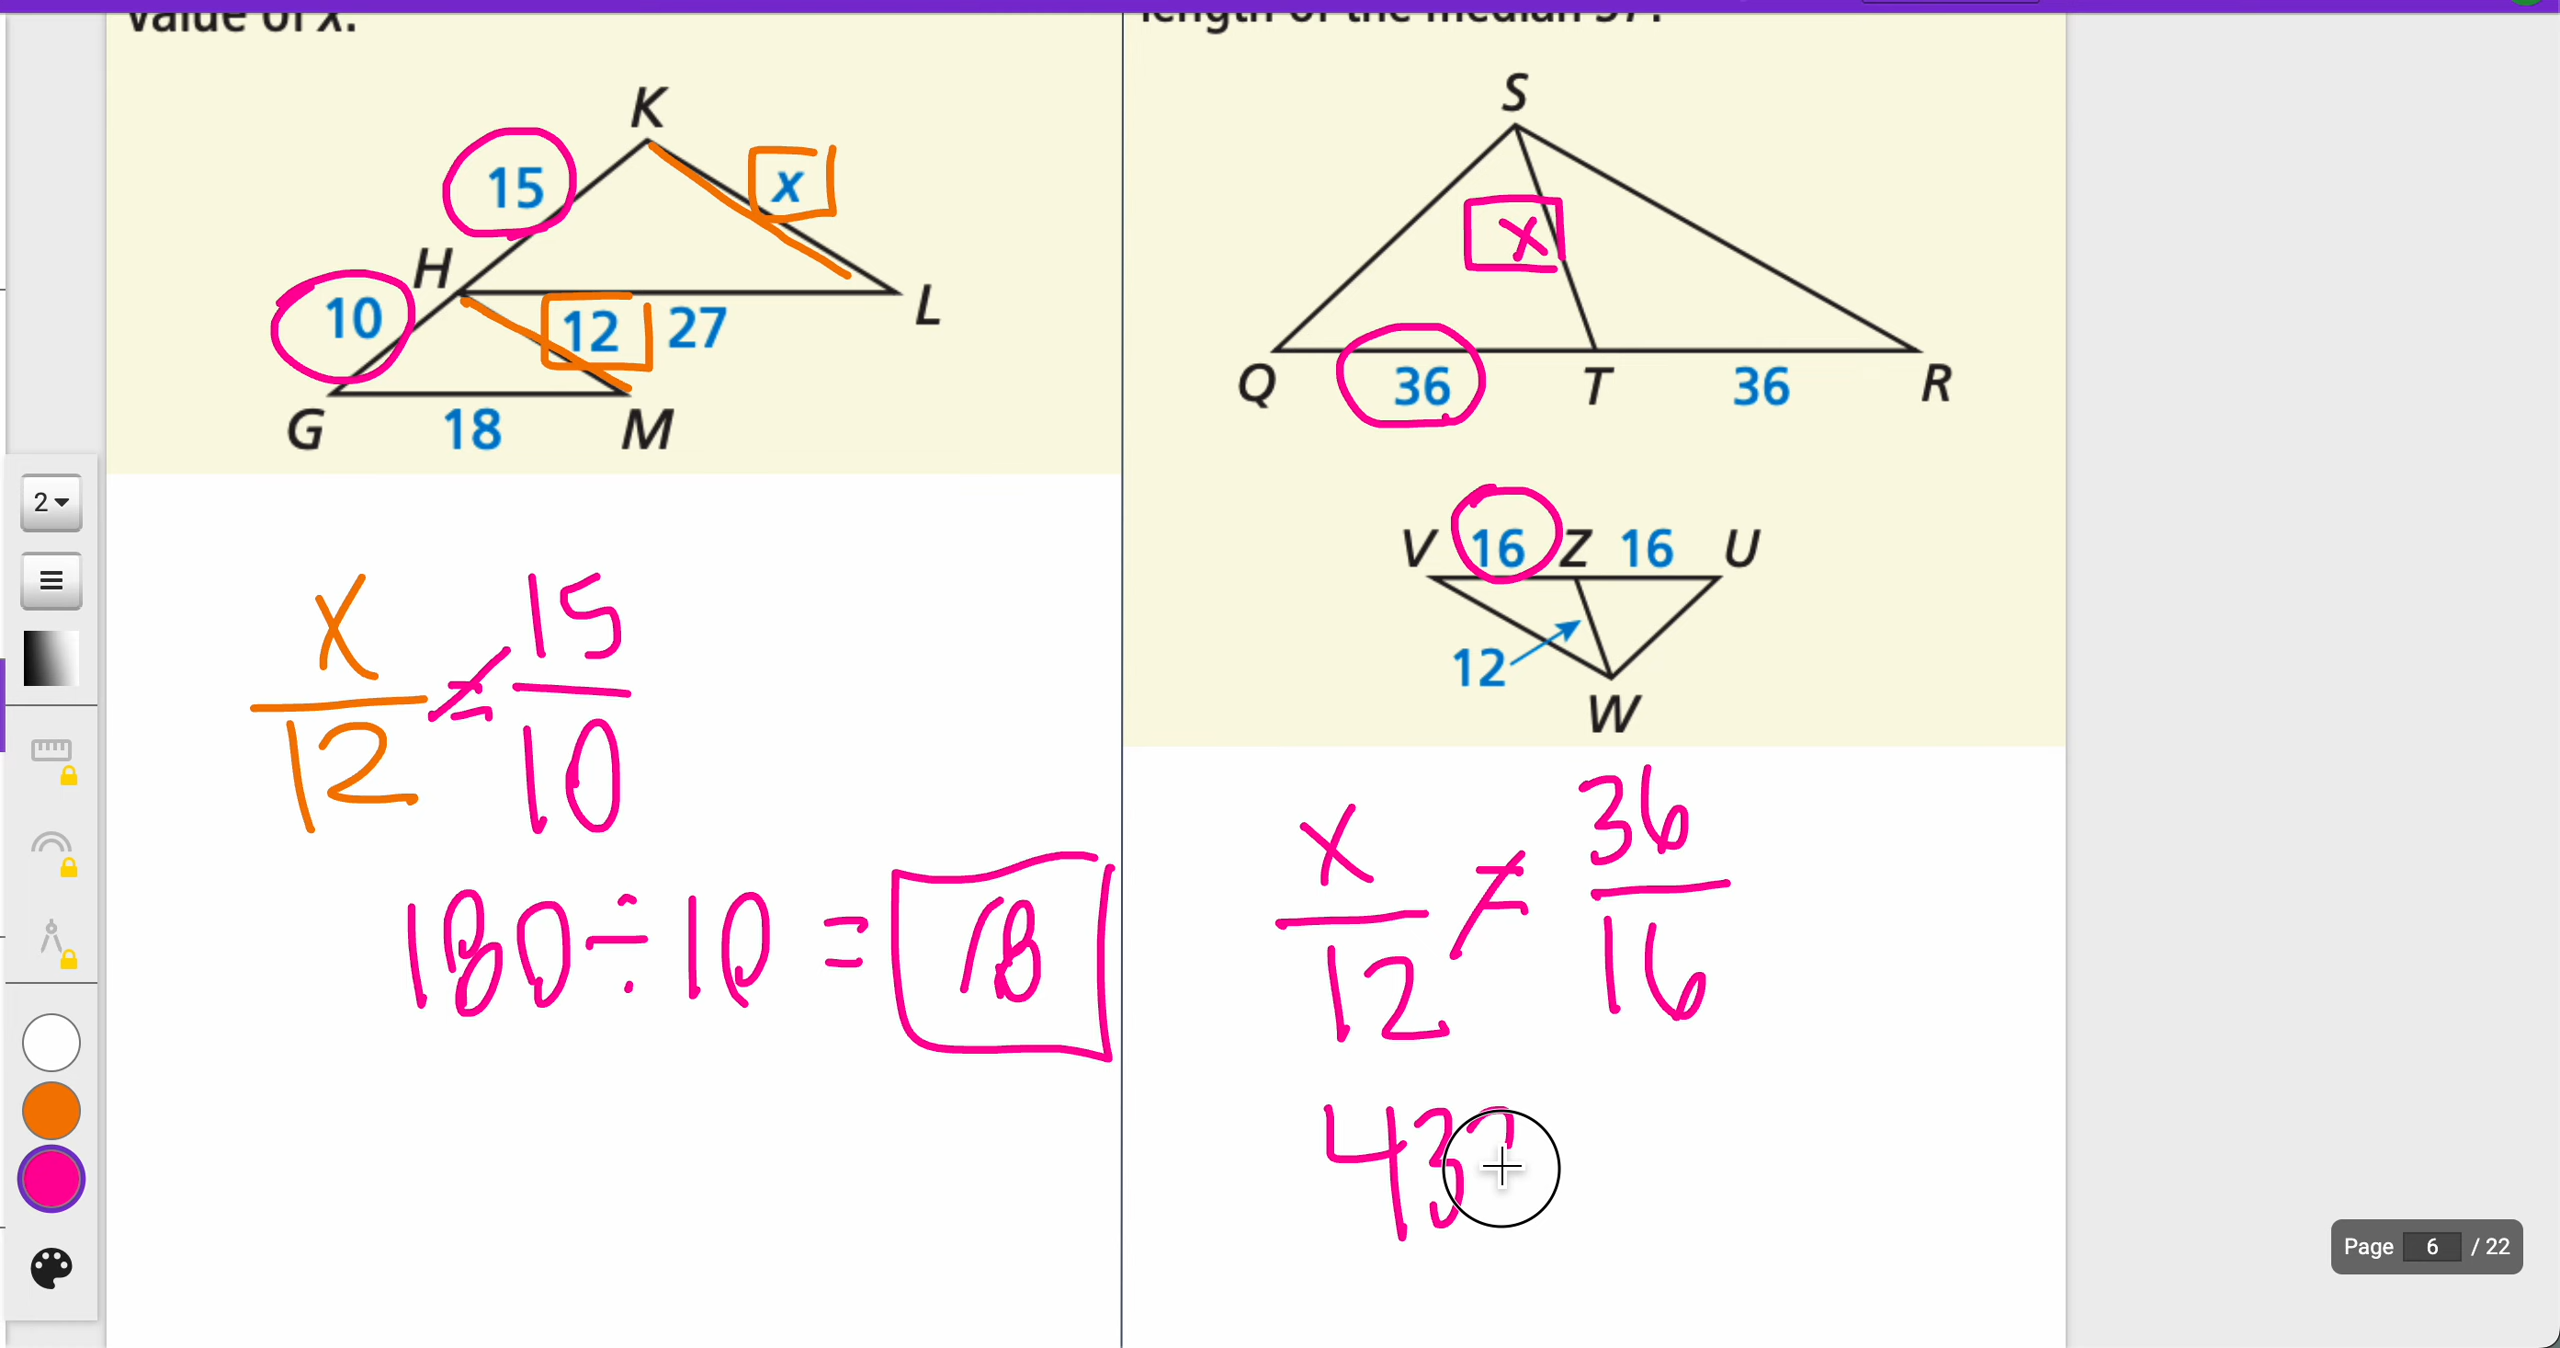 value of x.
K
15
x
H
10
12 27
L
G 18 M
x
12
=
15
10
180 ÷ 10 = 18
length of the median
S
x
Q 36 T 36 R
V 16 Z 16 U
12
W
x
12
=
36
16
43
2
Page 6 / 22